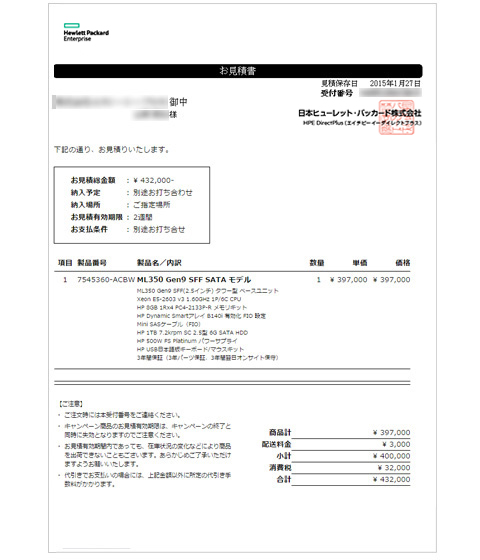 Hewlett Packard
Enterprise
お見積書
見積保存日 2015年1月27日
受付番号
御中
様
日本ヒューレット・パッカード株式会社
HPE DirectPlus (エイチピーイーダイレクトプラス)
下記の通り、お見積りいたします。
お見積総金額 : ¥ 432,000-
納入予定 : 別途お打ち合わせ
納入場所 : ご指定場所
お見積有効期限 : 2週間
お支払条件 : 別途お打合せ
項目 製品番号 製品名/内訳 数量 単価 価格
1 7545360-ACBW ML350 Gen9 SFF SATA モデル 1 ¥ 397,000 ¥ 397,000
ML350 Gen9 SFF(2.5インチ) タワー型 ベースユニット
Xeon E5-2603 v3 1.60GHz 1P/6C CPU
HP 8GB 1Rx4 PC4-2133P-R メモリキット
HP Dynamic Smartアレイ B140i 有効化 FIO 設定
Mini SASケーブル (FIO)
HP 1TB 7.2krpm SC 2.5型 6G SATA HDD
HP 500W FS Platinum パワーサプライ
HP USB日本語版キーボード/マウスキット
3年間保証 (3年パーツ保証、3年間翌日オンサイト保守)
【ご注意】
・ ご注文時には本受付番号をご連絡ください。
・ キャンペーン商品のお見積有効期限は、キャンペーンの終了と
同時に失効となりますのでご注意ください。
・ お見積有効期間内であっても、在庫状況の変化などにより商品
を出荷できないこともございます。あらかじめご了承いただけ
ますようお願いいたします。
・ 代引きでお支払いの場合には、上記金額以外に所定の代引き手
数料がかかります。
商品計 ¥ 397,000
配送料金 ¥ 3,000
小計 ¥ 400,000
消費税 ¥ 32,000
合計 ¥ 432,000